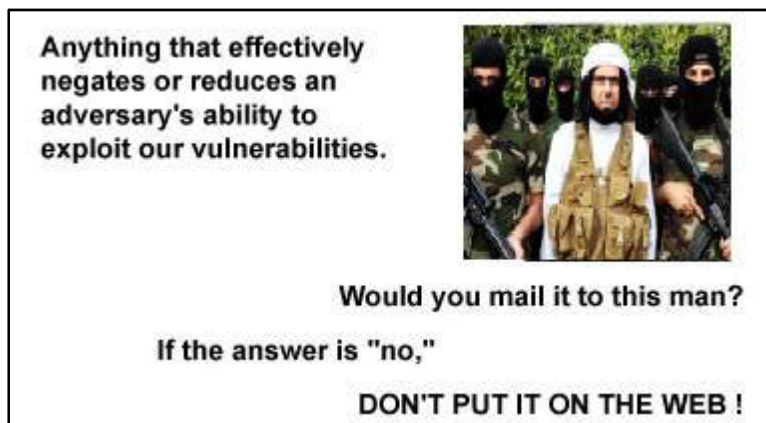 Anything that effectively
negates or reduces an
adversary's ability to
exploit our vulnerabilities.
Would you mail it to this man?
If the answer is "no,"
DON'T PUT IT ON THE WEB !